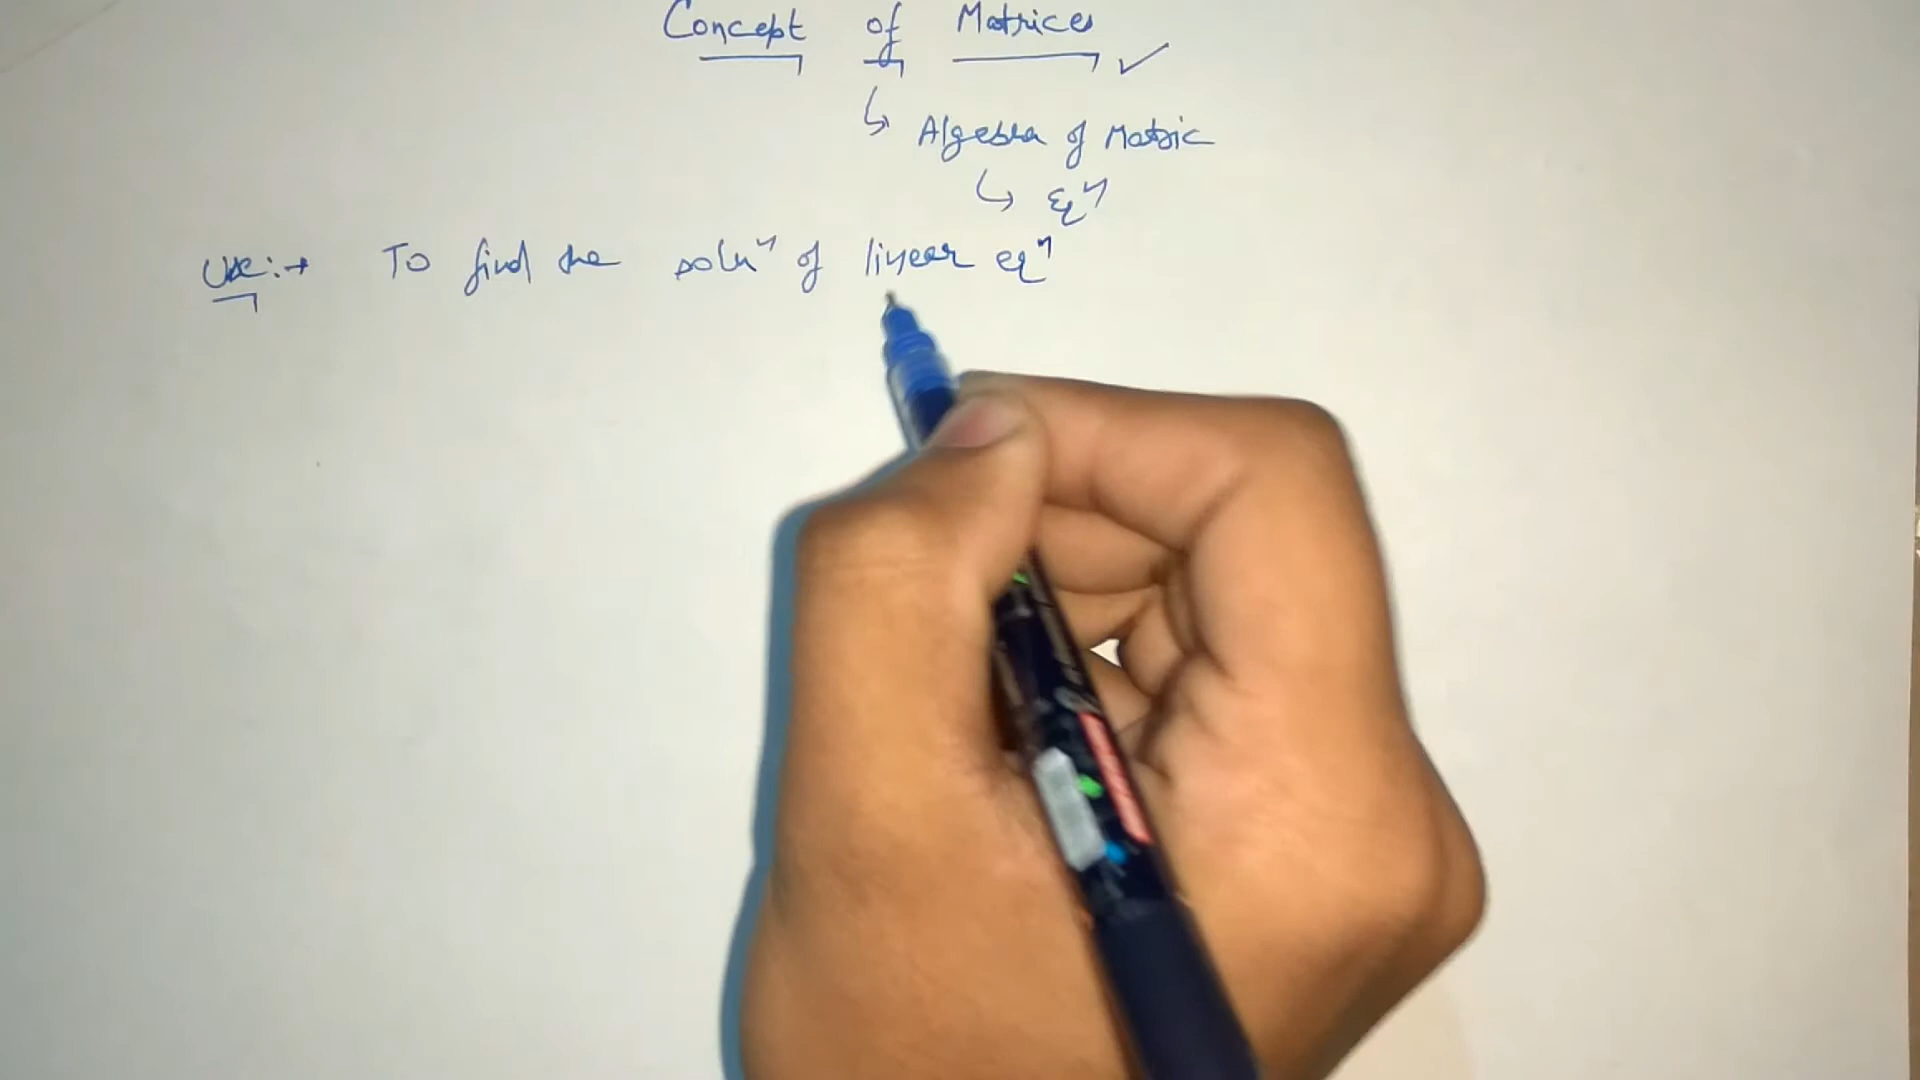 Concept of Matrices
↳ Algebra of Matric
↳ Eqⁿ
Use:→ To find the soluⁿ of linear eqⁿ